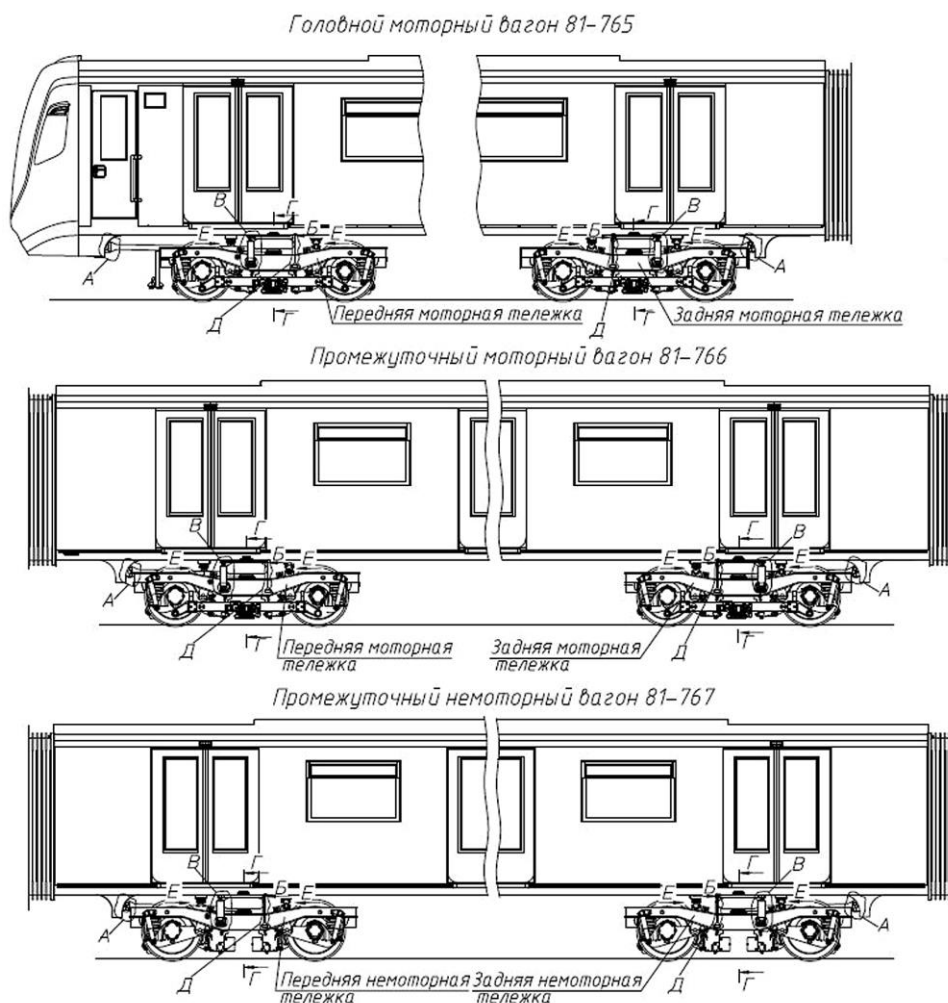 Головной моторный вагон 81-765
В Г Б Г В
Е Е Е Б Е
А А
Д Г Передняя моторная тележка Д Г Задняя моторная тележка
Промежуточный моторный вагон 81-766
В Г Г В
Е Б Е Е Б Е
А А
Д Г Передняя моторная тележка
Задняя моторная тележка Д Г
Промежуточный немоторный вагон 81-767
В Г Г В
Е Б Е Е Б Е
А А
Д Передняя немоторная тележка
Г Задняя немоторная тележка Д Г